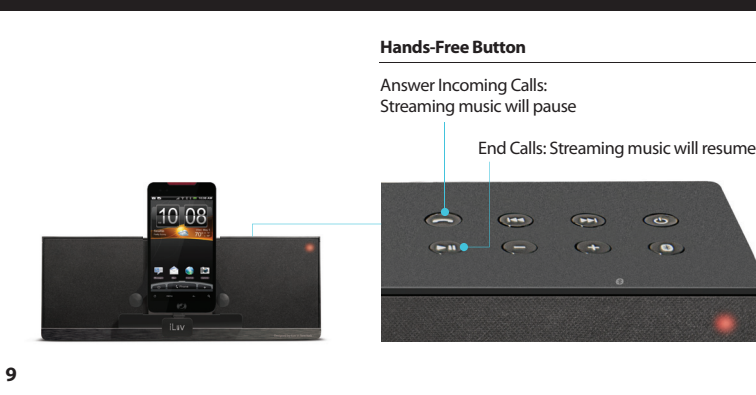 Hands-Free Button
Answer Incoming Calls:
Streaming music will pause
End Calls: Streaming music will resume
10 08
iLuv
9